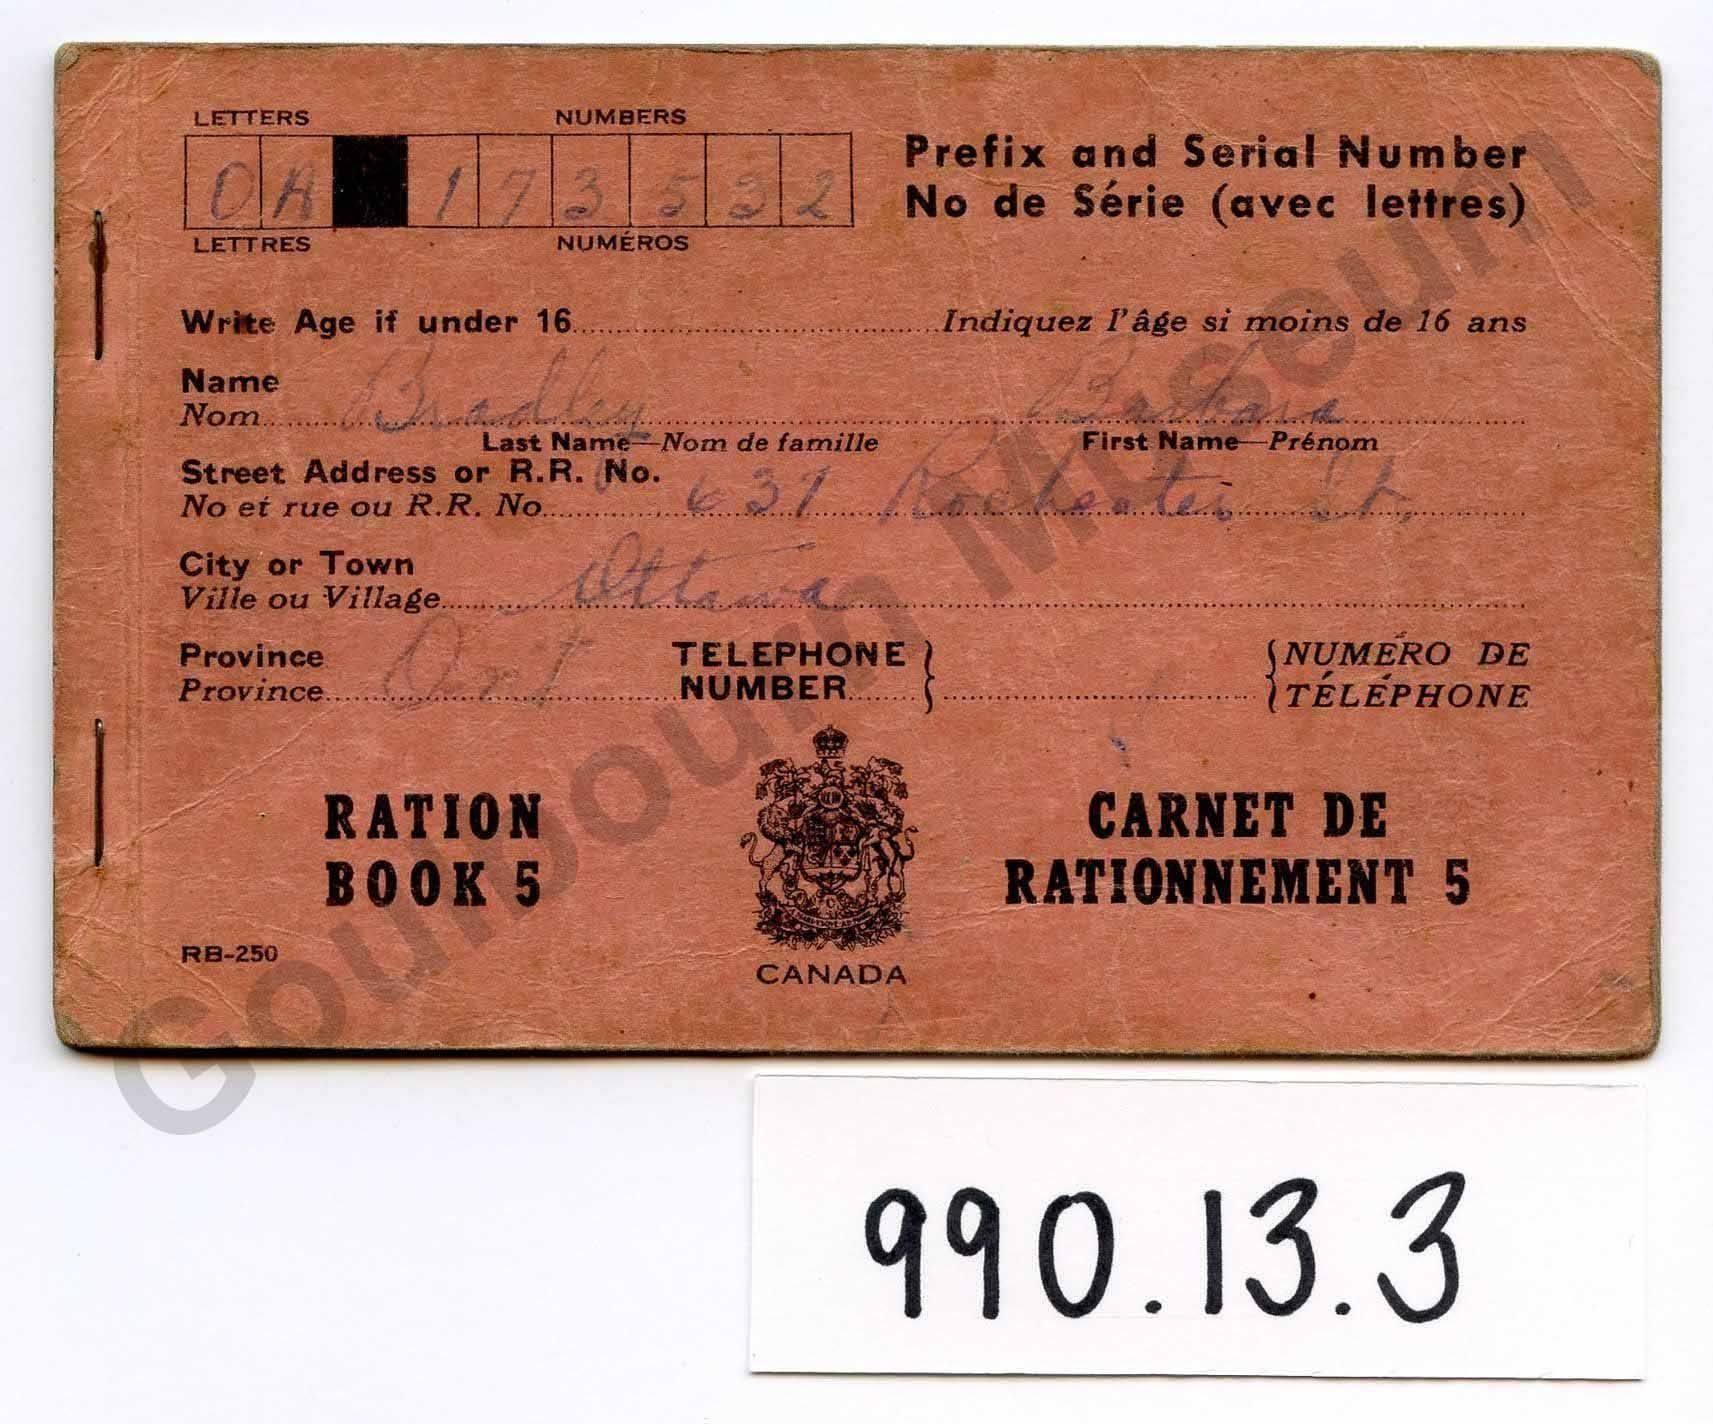 LETTERS NUMBERS
OA 173532
LETTRES NUMÉROS
Prefix and Serial Number
No de Série (avec lettres)
Write Age if under 16 Indiquez l'âge si moins de 16 ans
Name
Nom Bradley Barbara
Last Name—Nom de famille First Name—Prénom
Street Address or R.R. No.
No et rue ou R.R. No 631 Rochester St.
City or Town
Ville ou Village Ottawa
Province TELEPHONE NUMÉRO DE
Province Ont NUMBER TÉLÉPHONE
RATION CARNET DE
BOOK 5 RATIONNEMENT 5
RB-250
CANADA
Goulbourn Museum
990.13.3